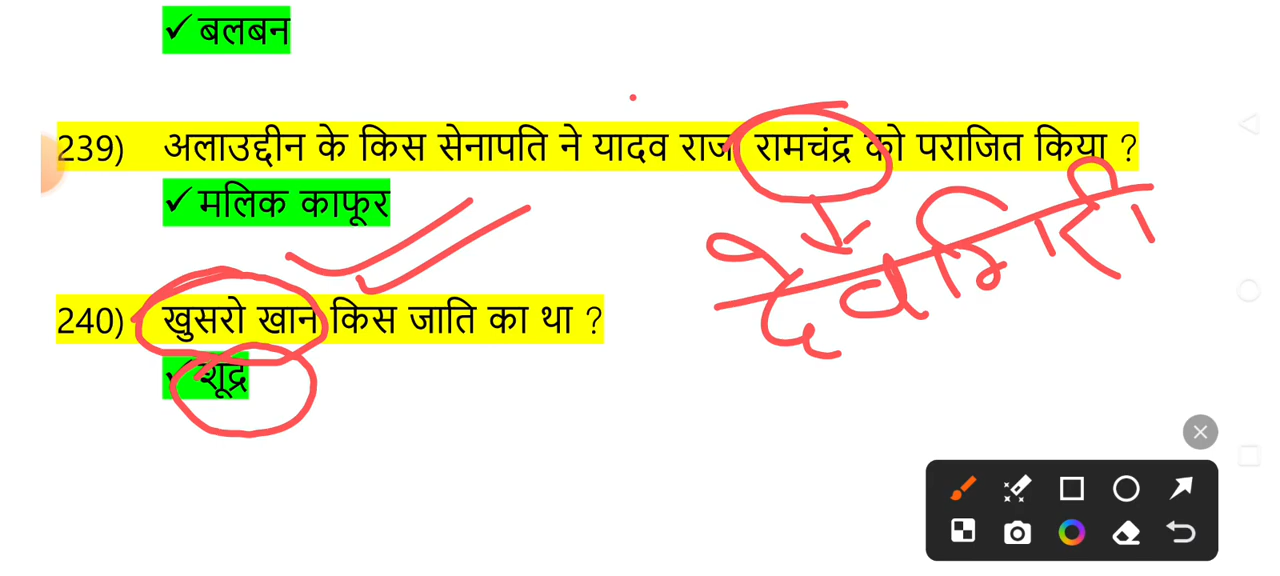 ✓ बलबन
239) अलाउद्दीन के किस सेनापति ने यादव राजा रामचंद्र को पराजित किया ?
✓ मलिक काफूर
देवगिरी
240) खुसरो खान किस जाति का था ?
✓ शूद्र